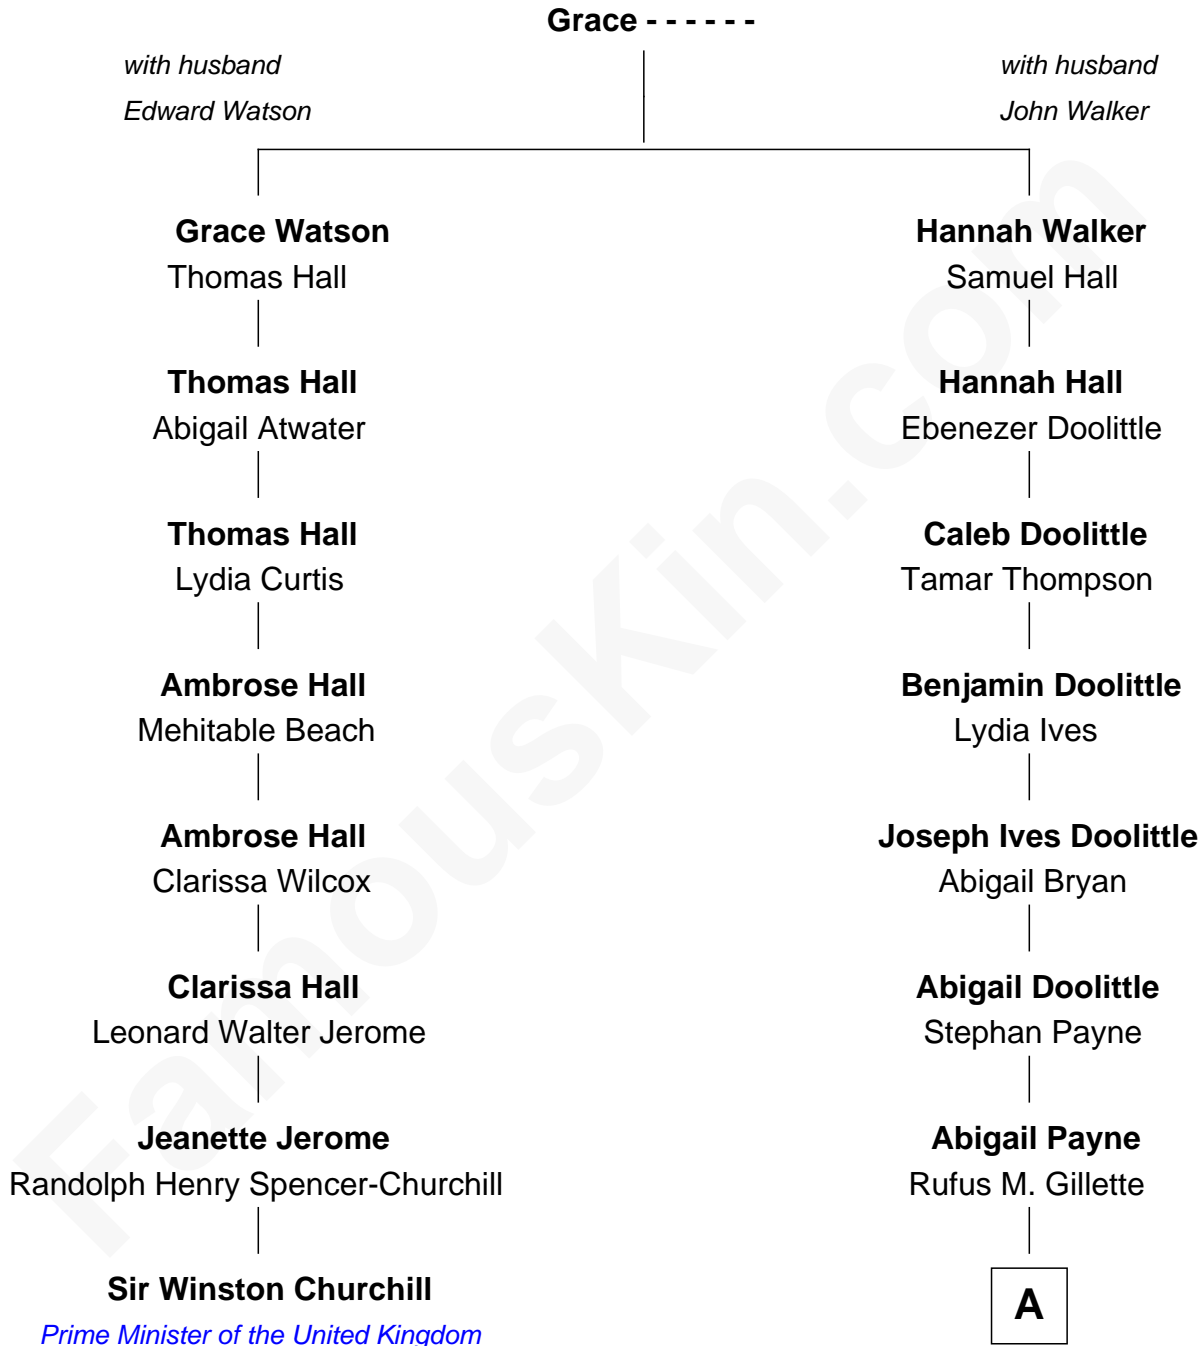 Grace - - - - - -
with husband
Edward Watson
with husband
John Walker
Grace Watson
Thomas Hall
Hannah Walker
Samuel Hall
Thomas Hall
Abigail Atwater
Hannah Hall
Ebenezer Doolittle
Thomas Hall
Lydia Curtis
Caleb Doolittle
Tamar Thompson
Ambrose Hall
Mehitable Beach
Benjamin Doolittle
Lydia Ives
Ambrose Hall
Clarissa Wilcox
Joseph Ives Doolittle
Abigail Bryan
Clarissa Hall
Leonard Walter Jerome
Abigail Doolittle
Stephan Payne
Jeanette Jerome
Randolph Henry Spencer-Churchill
Abigail Payne
Rufus M. Gillette
Sir Winston Churchill
Prime Minister of the United Kingdom
A
FamousKin.com